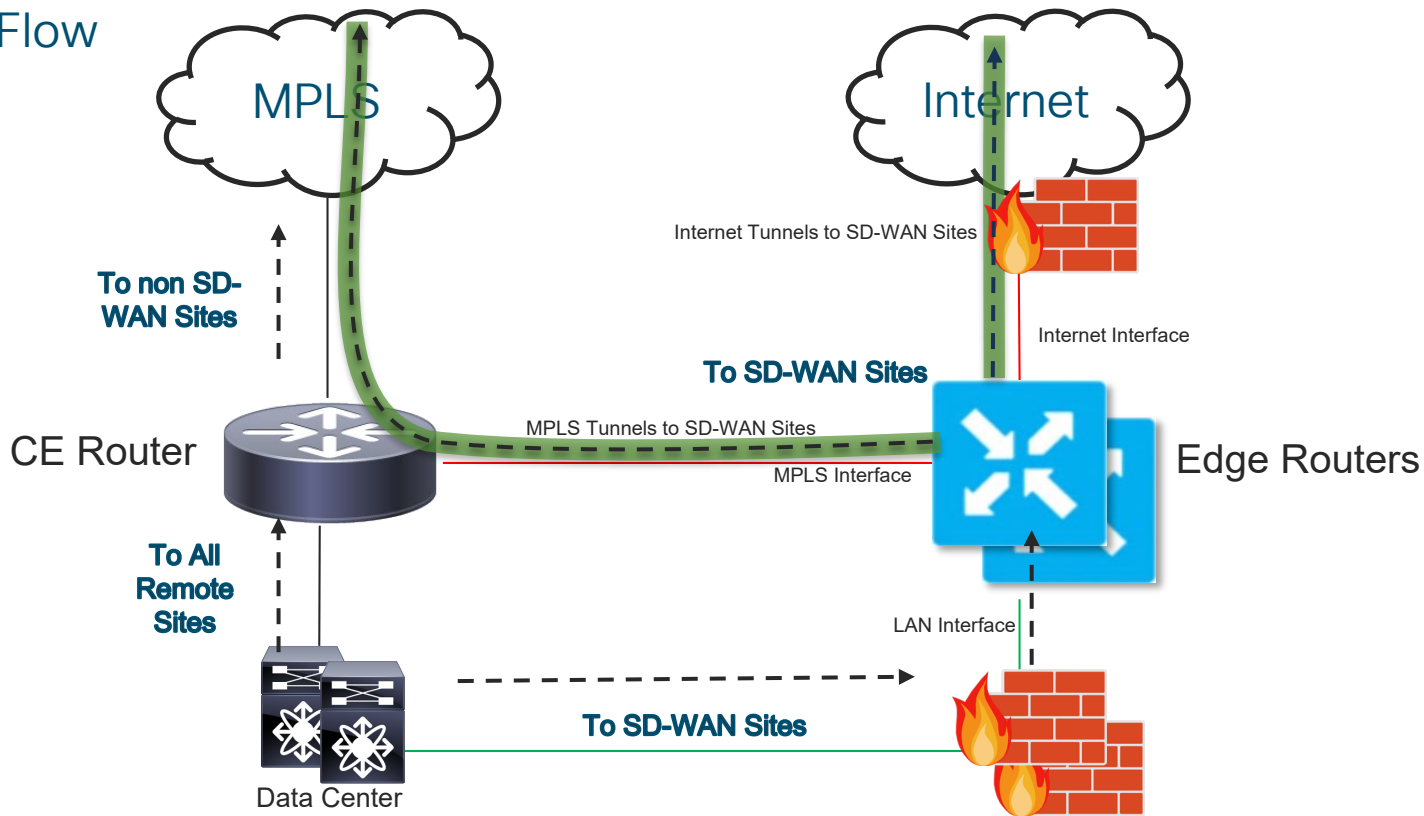 Flow
MPLS
Internet
Internet Tunnels to SD-WAN Sites
To non SD-
WAN Sites
Internet Interface
To SD-WAN Sites
MPLS Tunnels to SD-WAN Sites
CE Router
MPLS Interface
Edge Routers
To All
Remote
Sites
LAN Interface
To SD-WAN Sites
Data Center